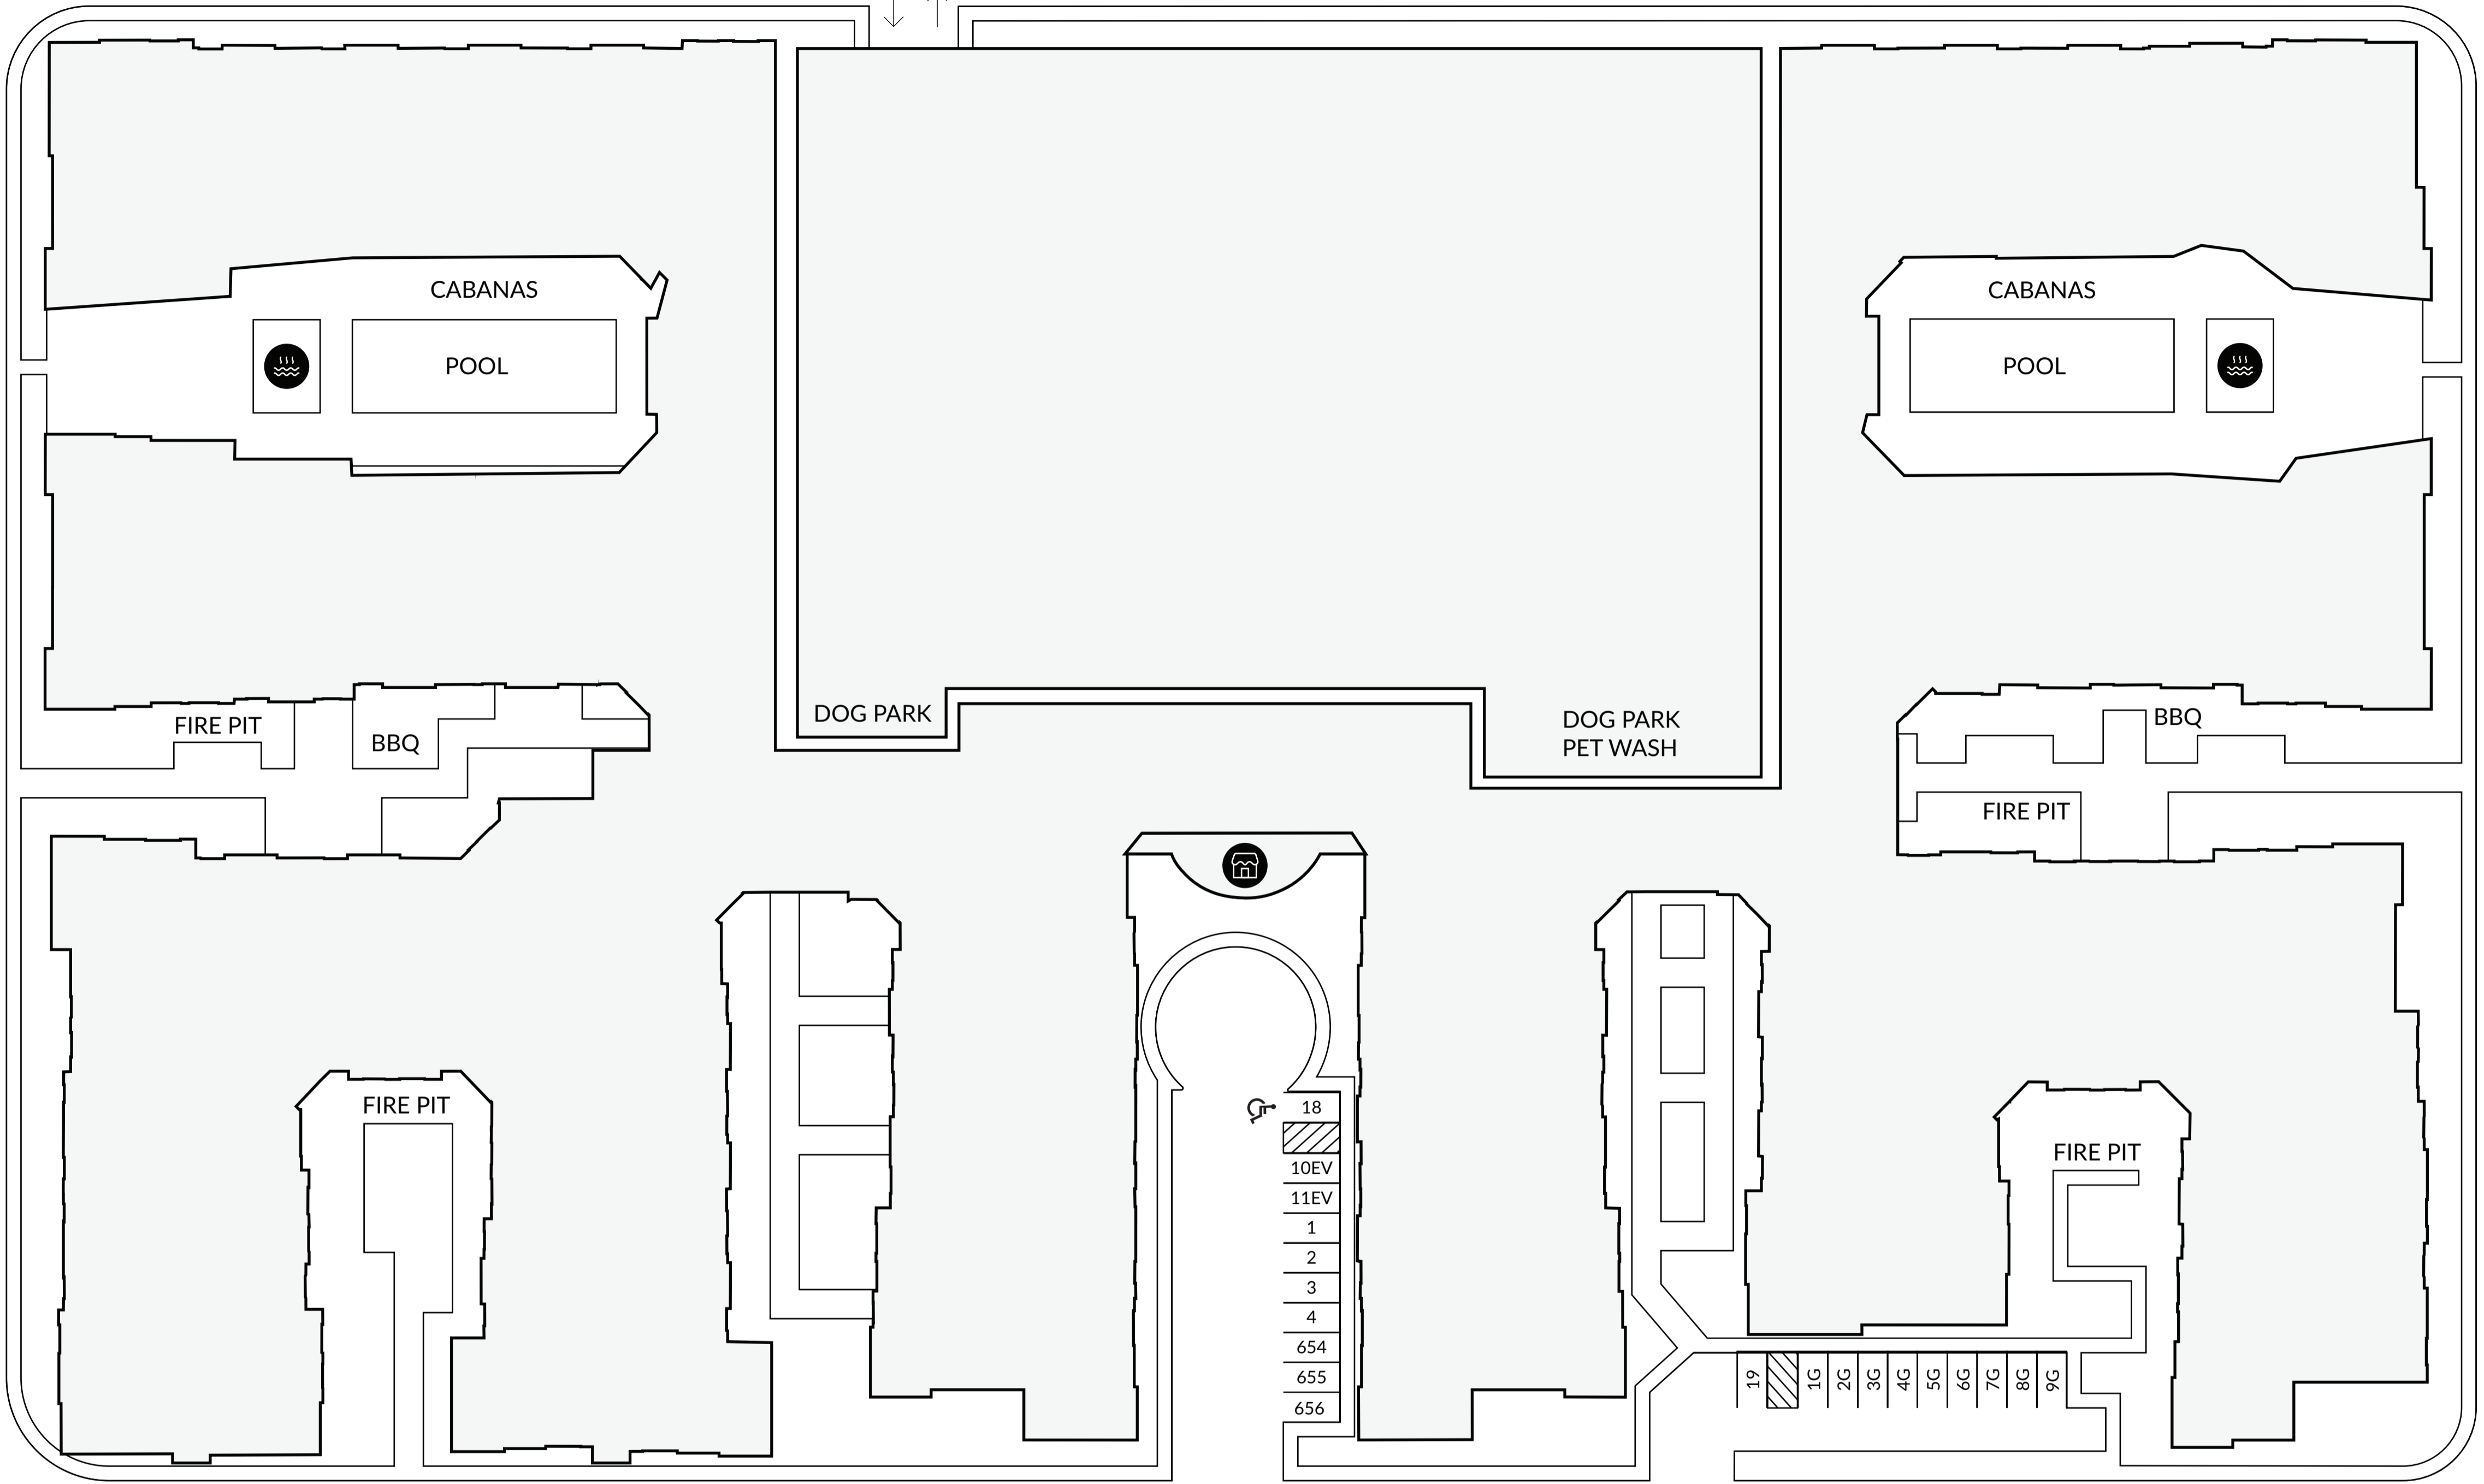 CABANAS
CABANAS
POOL
POOL
DOG PARK
DOG PARK
PET WASH
FIRE PIT
BBQ
BBQ
FIRE PIT
FIRE PIT
18
10EV
11EV
1
2
3
4
654
655
656
FIRE PIT
19
1G
2G
3G
4G
5G
6G
7G
8G
9G